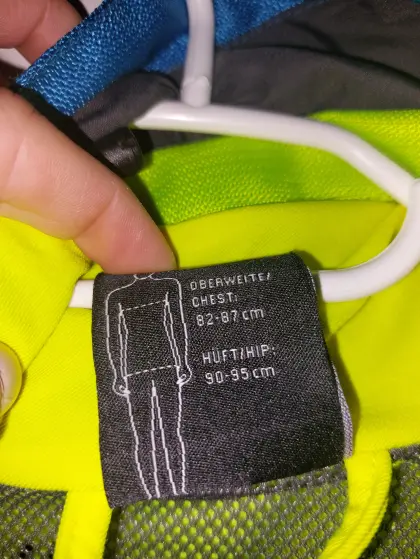 OBERWEITE/
CHEST:
82-87 cm
HÜFT/HIP:
90-95 cm